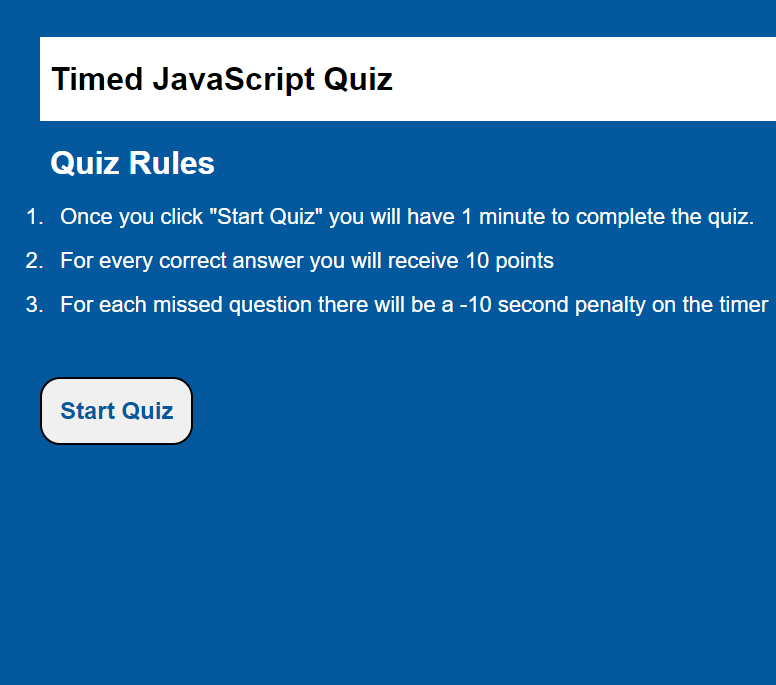 Timed JavaScript Quiz
Quiz Rules
1. Once you click "Start Quiz" you will have 1 minute to complete the quiz.
2. For every correct answer you will receive 10 points
3. For each missed question there will be a -10 second penalty on the timer
Start Quiz